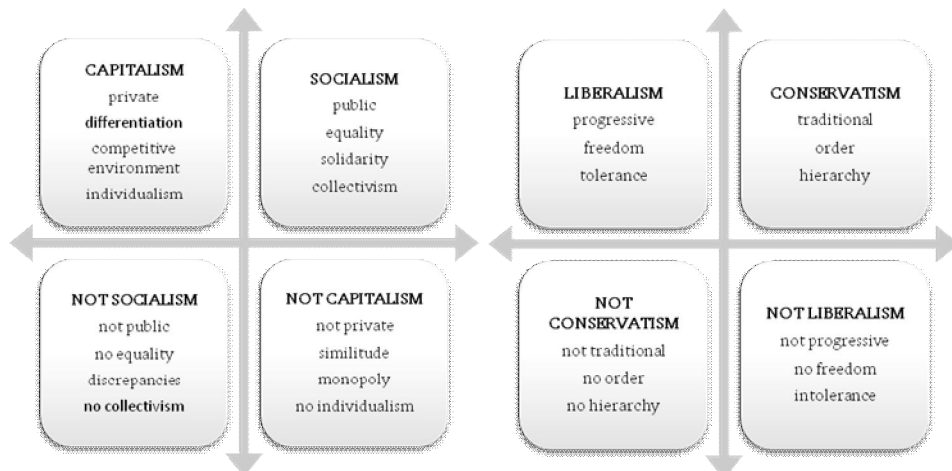 CAPITALISM
private
differentiation
competitive
environment
individualism
SOCIALISM
public
equality
solidarity
collectivism
NOT SOCIALISM
not public
no equality
discrepancies
no collectivism
NOT CAPITALISM
not private
similitude
monopoly
no individualism
LIBERALISM
progressive
freedom
tolerance
CONSERVATISM
traditional
order
hierarchy
NOT
CONSERVATISM
not traditional
no order
no hierarchy
NOT LIBERALISM
not progressive
no freedom
intolerance